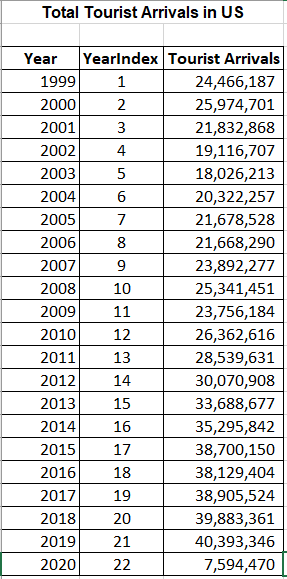 Total Tourist Arrivals in US
Year YearIndex Tourist Arrivals
1999 1 24,466,187
2000 2 25,974,701
2001 3 21,832,868
2002 4 19,116,707
2003 5 18,026,213
2004 6 20,322,257
2005 7 21,678,528
2006 8 21,668,290
2007 9 23,892,277
2008 10 25,341,451
2009 11 23,756,184
2010 12 26,362,616
2011 13 28,539,631
2012 14 30,070,908
2013 15 33,688,677
2014 16 35,295,842
2015 17 38,700,150
2016 18 38,129,404
2017 19 38,905,524
2018 20 39,883,361
2019 21 40,393,346
2020 22 7,594,470